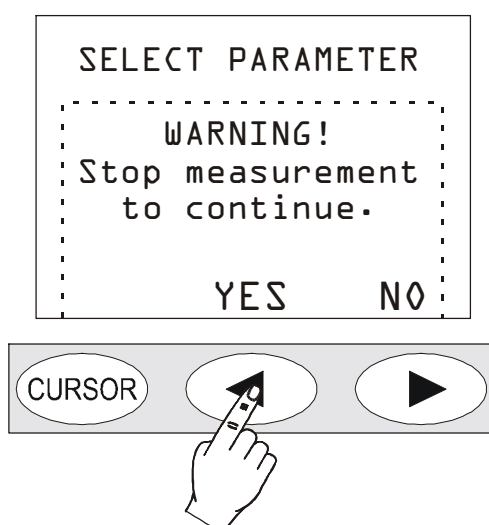 SELECT PARAMETER
WARNING!
Stop measurement
to continue.
YES NO
CURSOR